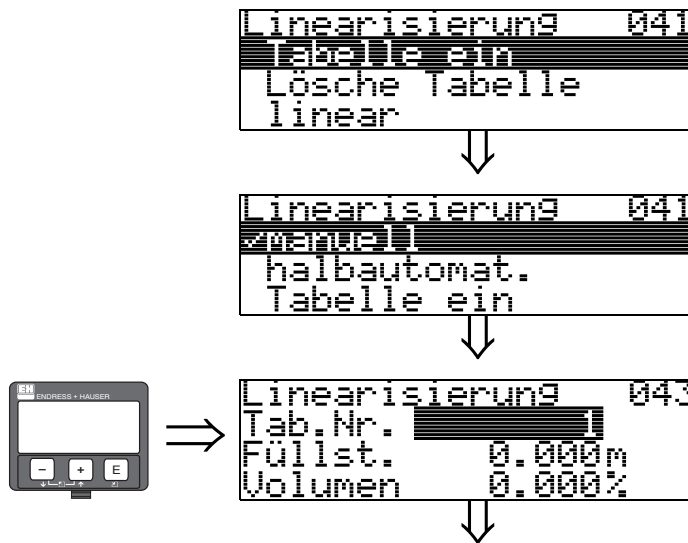 Linearisierung 041
Tabelle ein
Lösche Tabelle
linear
Linearisierung 041
✓manuell
halbautomat.
Tabelle ein
EH
ENDRESS + HAUSER
– + E
Linearisierung 043
Tab.Nr. 1
Füllst. 0.000m
Volumen 0.000%